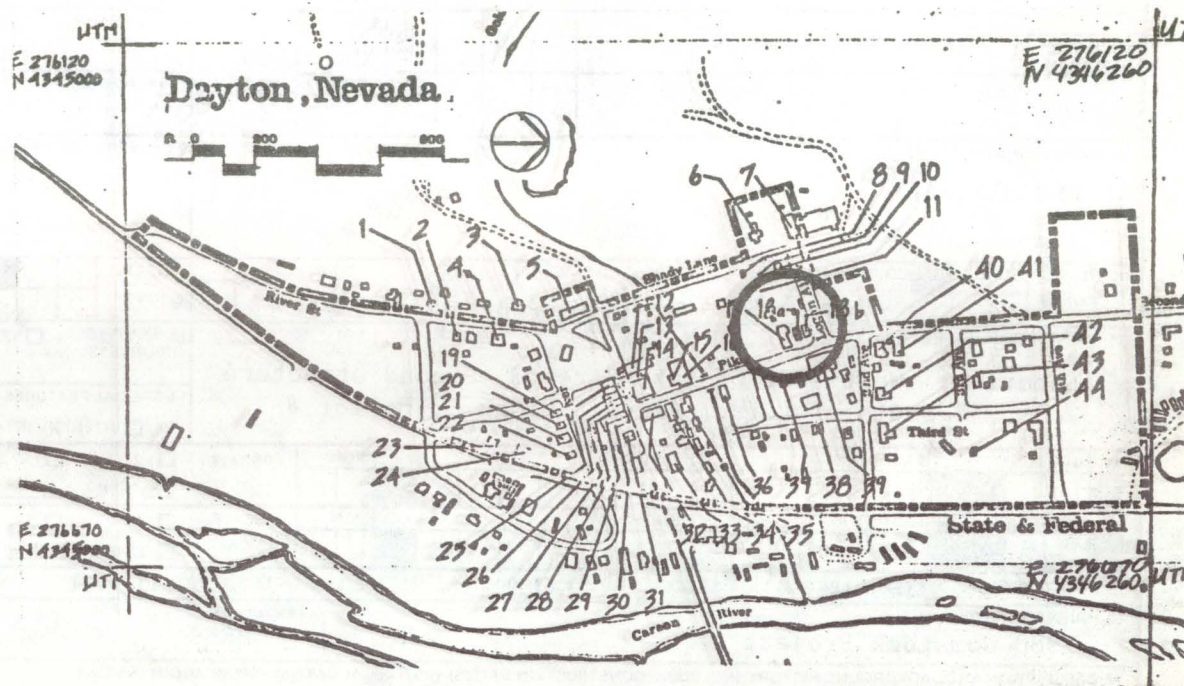 UTM
E 276120
N 4345000
E 276120
N 4346260
Dayton, Nevada
ft 0 200 800
6 7 8 9 10
11
1 2 3
4 5
Shady Lane
River St
40 41
12
13
14 15
18a 18b
42
43
44
Pike
19
20
21
22
23
24
Third St
36 39 38 39
25
26
27 28 29 30 31
32 33 34 35
State & Federal
E 276670
N 4345000
UTM
E 276670
N 4346260 UTM
Carson River